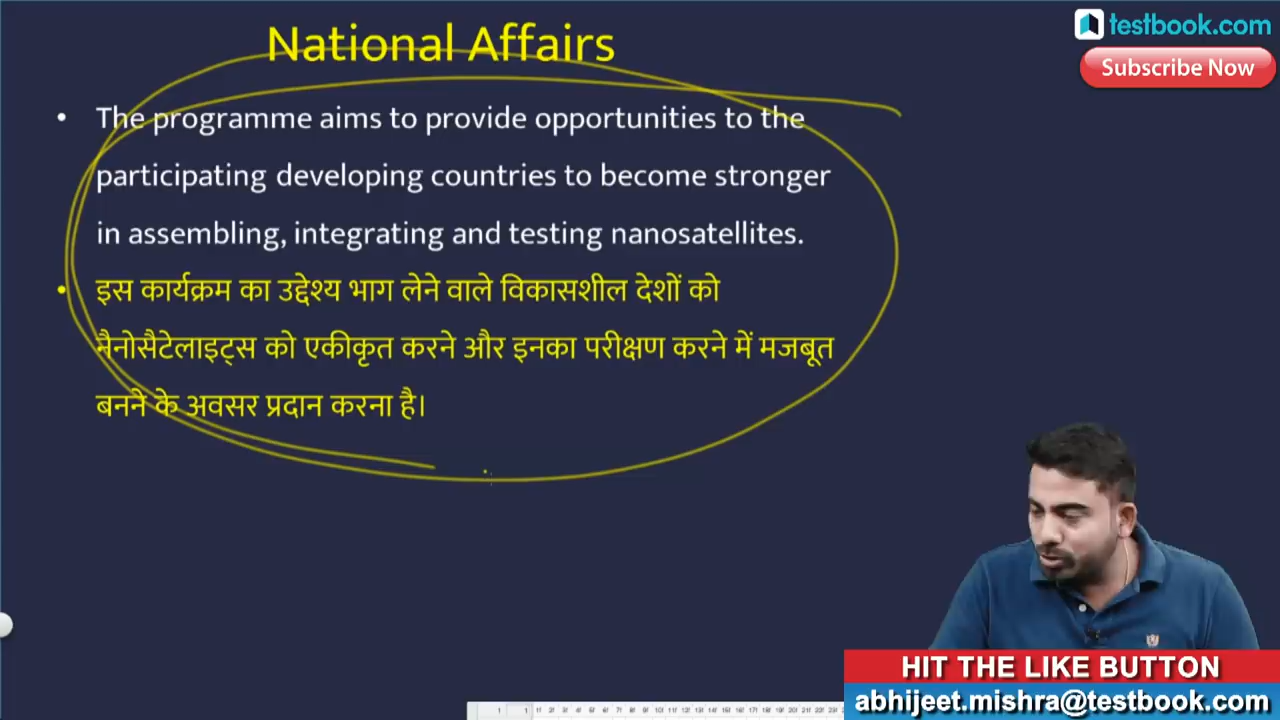 National Affairs
testbook.com
Subscribe Now
• The programme aims to provide opportunities to the
participating developing countries to become stronger
in assembling, integrating and testing nanosatellites.
• इस कार्यक्रम का उद्देश्य भाग लेने वाले विकासशील देशों को
नैनोसैटेलाइट्स को एकीकृत करने और इनका परीक्षण करने में मजबूत
बनने के अवसर प्रदान करना है।
HIT THE LIKE BUTTON
abhijeet.mishra@testbook.com